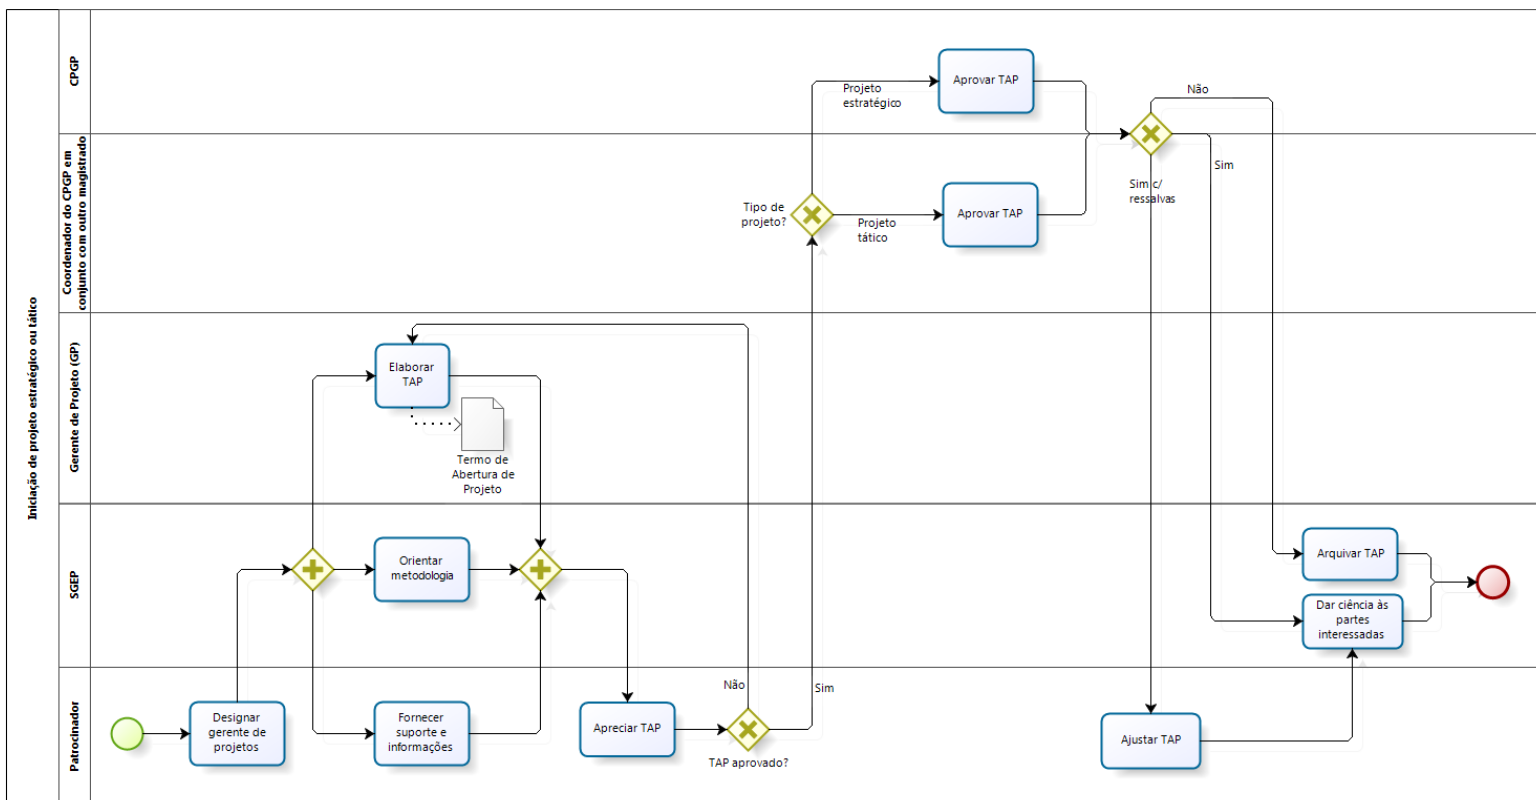 Iniciação de projeto estratégico ou tático
CPGP
Projeto
estratégico
Aprovar TAP
Não
Coordenador do CPGP em
conjunto com outro magistrado
Tipo de
projeto?
Projeto
tático
Aprovar TAP
Sim c/
ressalvas
Sim
Gerente de Projeto (GP)
Elaborar
TAP
Termo de
Abertura de
Projeto
SGEP
Orientar
metodologia
Arquivar TAP
Dar ciência às
partes
interessadas
Patrocinador
Designar
gerente de
projetos
Fornecer
suporte e
informações
Apreciar TAP
Não
TAP aprovado?
Sim
Ajustar TAP